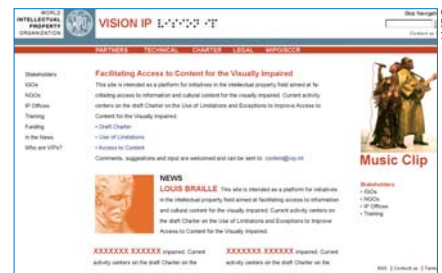 WORLD
INTELLECTUAL
PROPERTY
ORGANIZATION
WIPO
VISION IP ⠧⠊⠎⠊⠕⠝ ⠊⠏
Skip Navigat
Contact us
PARTNERS TECHNICAL CHARTER LEGAL WIPO/SCCR
Stakeholders
IGOs
NGOs
IP Offices
Training
Funding
In the News
Who are VIPs?
Facilitating Access to Content for the Visually Impaired
This site is intended as a platform for initiatives in the intellectual property field aimed at fa-
cilitating access to information and cultural content for the visually impaired. Current activity
centers on the draft Charter on the Use of Limitations and Exceptions to Improve Access to
Content for the Visually Impaired.
• Draft Charter
• Use of Limitations
• Access to Content
Comments, suggestions and input are welcomed and can be sent to: content@vip.int
NEWS
LOUIS BRAILLE This site is intended as a platform for initiatives
in the intellectual property field aimed at facilitating access to information
and cultural content for the visually impaired. Current activity centers on
the draft Charter on the Use of Limitations and Exceptions to Improve
Access to Content for the Visually Impaired.
XXXXXXX XXXXXX impaired. Current
activity centers on the draft Charter on the
XXXXXXX XXXXXX impaired. Current
activity centers on the draft Charter on the.
Music Clip
Stakeholders
• IGOs
• NGOs
• IP Offices
• Training
RSS | Contact us |